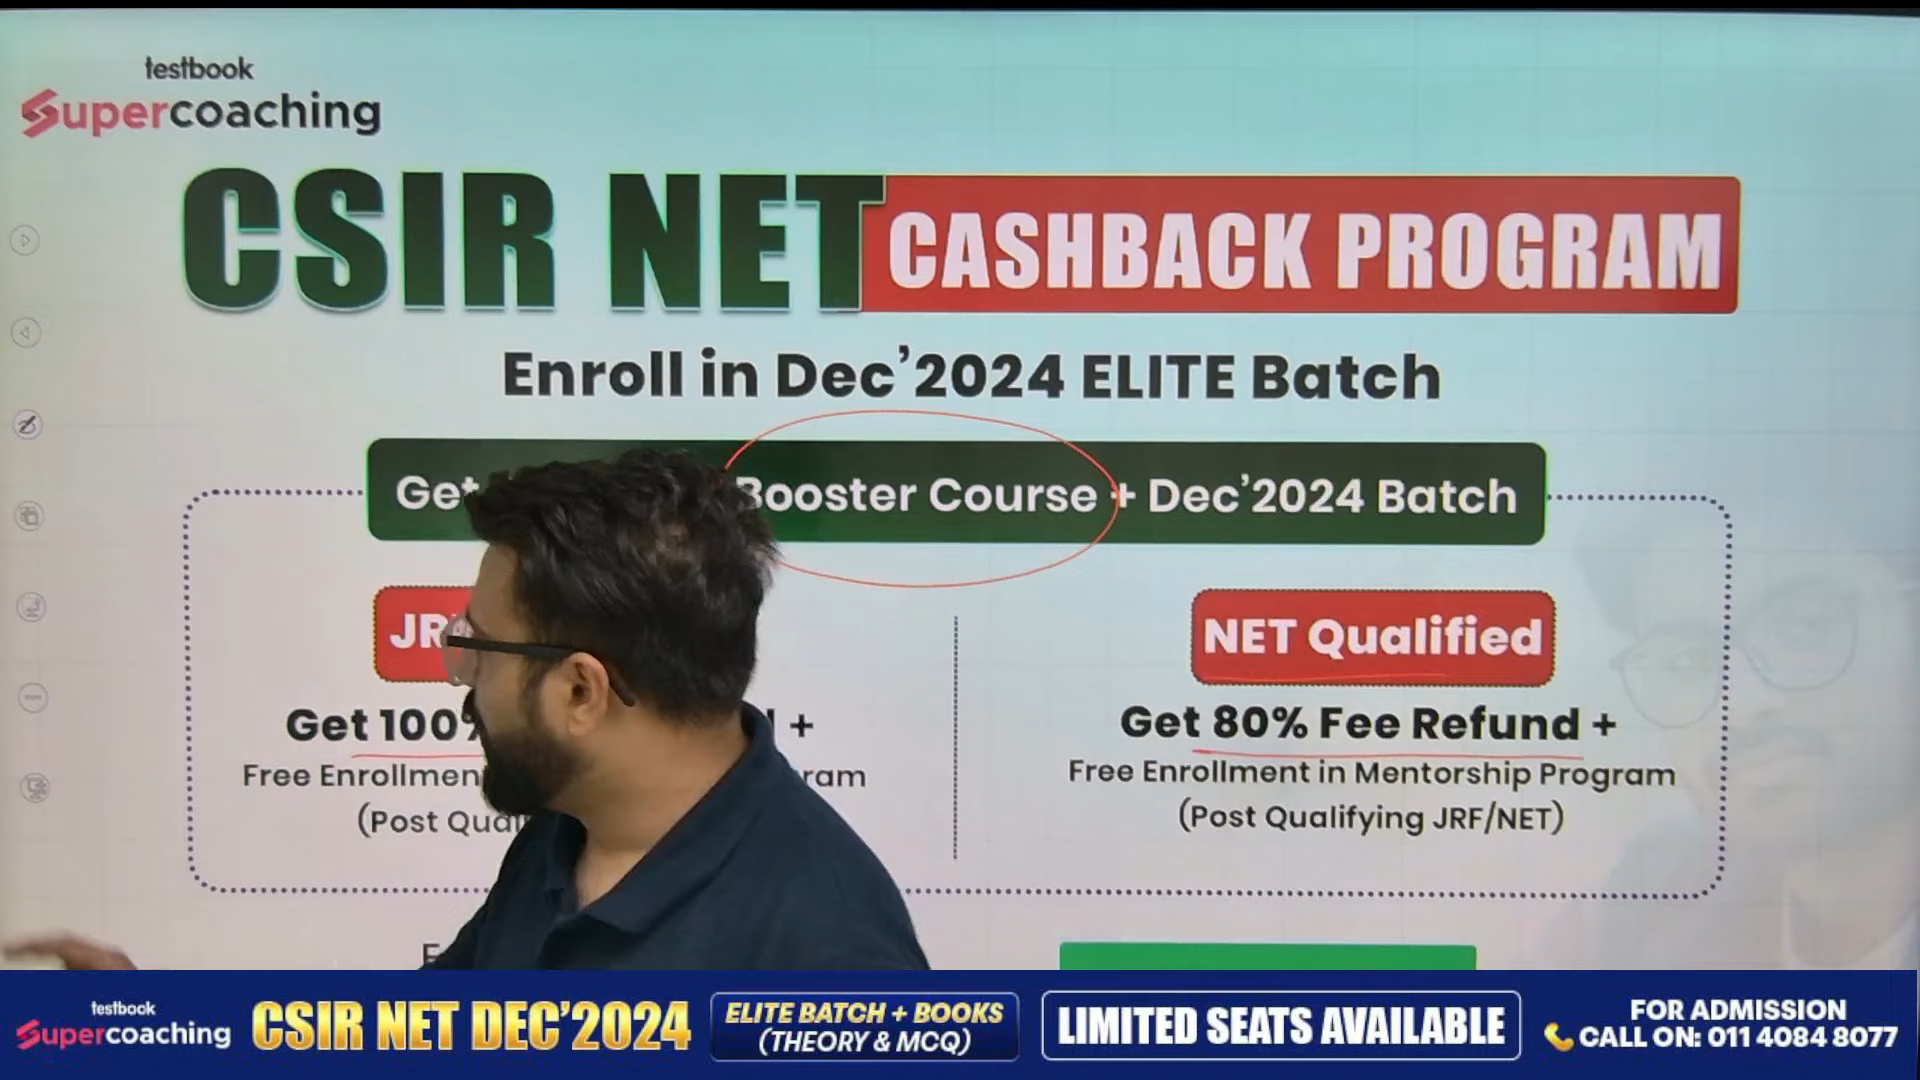 testbook
Supercoaching
CSIR NET CASHBACK PROGRAM
Enroll in Dec'2024 ELITE Batch
Get Booster Course + Dec'2024 Batch
NET Qualified
Get 100% +
Free Enrollment
(Post
Get 80% Fee Refund +
Free Enrollment in Mentorship Program
(Post Qualifying JRF/NET)
testbook
Supercoaching
CSIR NET DEC'2024
ELITE BATCH + BOOKS
(THEORY & MCQ)
LIMITED SEATS AVAILABLE
FOR ADMISSION
CALL ON: 011 4084 8077